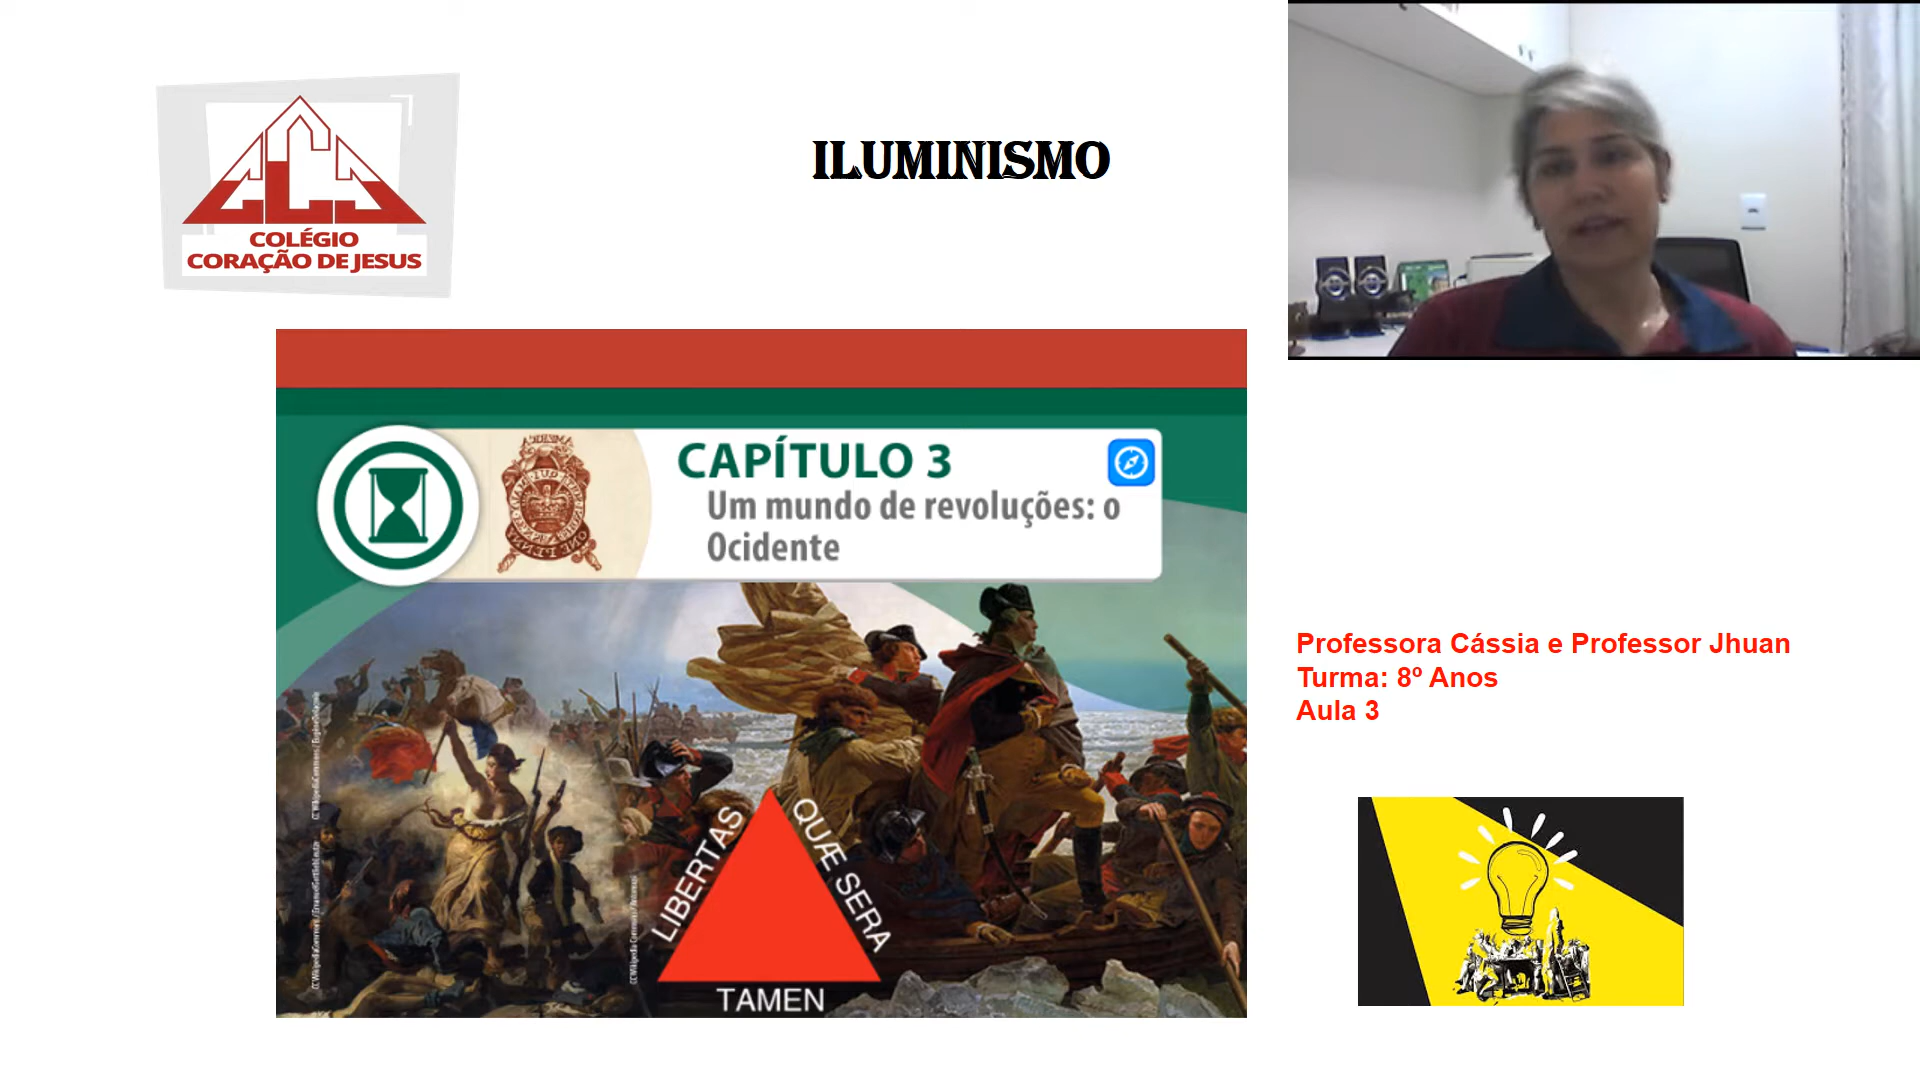 COLÉGIO
CORAÇÃO DE JESUS
ILUMINISMO
CAPÍTULO 3
Um mundo de revoluções: o
Ocidente
LIBERTAS
QUÆ SERA
TAMEN
Professora Cássia e Professor Jhuan
Turma: 8º Anos
Aula 3